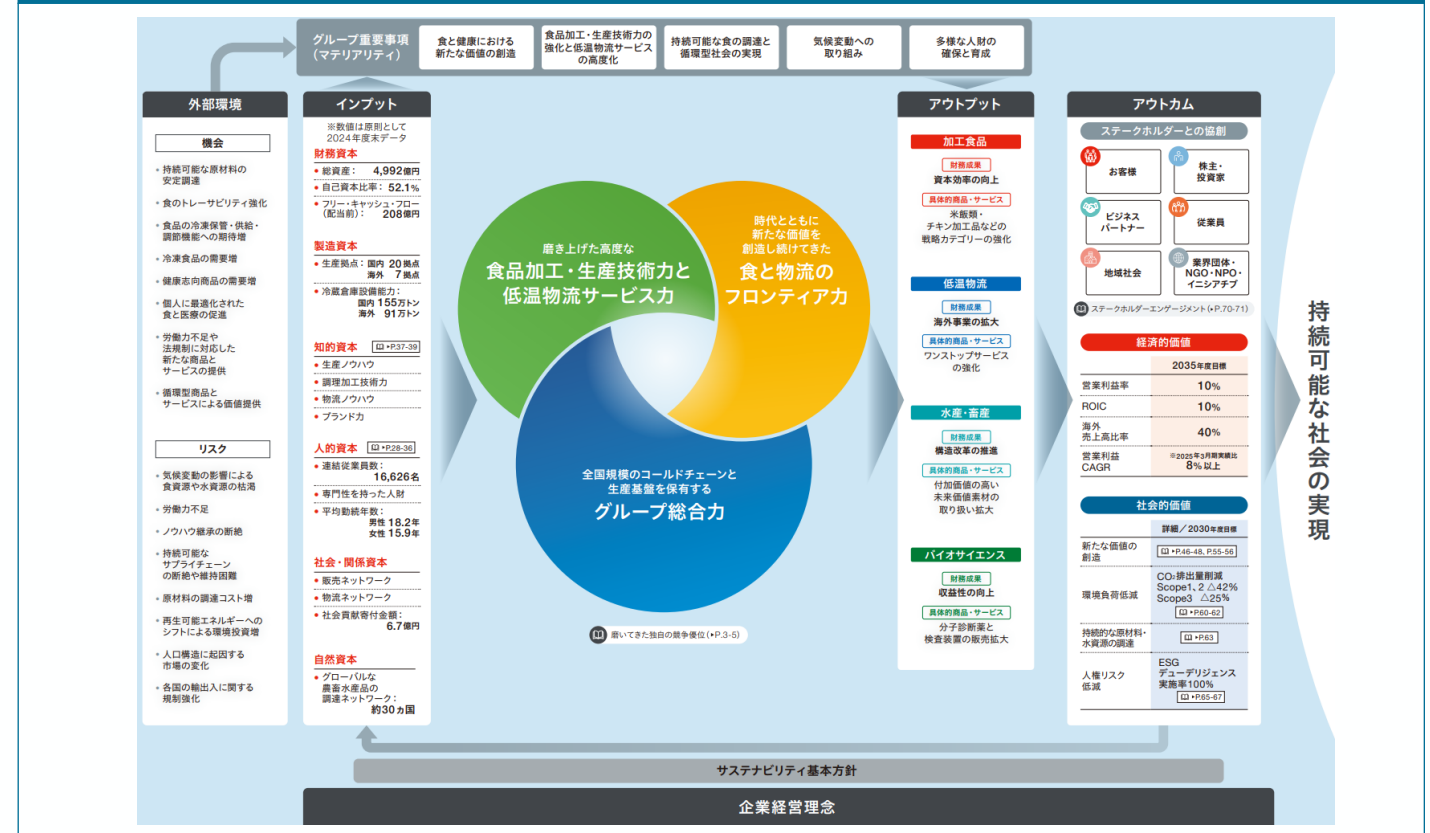 グループ重要事項
（マテリアリティ）
食と健康における
新たな価値の創造
食品加工・生産技術力の
強化と低温物流サービス
の高度化
持続可能な食の調達と
循環型社会の実現
気候変動への
取り組み
多様な人財の
確保と育成
外部環境
機会
• 持続可能な原材料の
安定調達
• 食のトレーサビリティ強化
• 食品の冷凍保管・供給・
調節機能への期待増
• 冷凍食品の需要増
• 健康志向商品の需要増
• 個人に最適化された
食と医療の促進
• 労働力不足や
法規制に対応した
新たな商品と
サービスの提供
• 循環型商品と
サービスによる価値提供
リスク
• 気候変動の影響による
食資源や水資源の枯渇
• 労働力不足
• ノウハウ継承の断絶
• 持続可能な
サプライチェーン
の断絶や維持困難
• 原材料の調達コスト増
• 再生可能エネルギーへの
シフトによる環境投資増
• 人口構造に起因する
市場の変化
• 各国の輸出入に関する
規制強化
インプット
※数値は原則として
2024年度末データ
財務資本
• 総資産： 4,992億円
• 自己資本比率： 52.1%
• フリー・キャッシュ・フロー
（配当前）： 208億円
製造資本
• 生産拠点：国内 20拠点
海外 7拠点
• 冷蔵倉庫設備能力：
国内 155万トン
海外 91万トン
知的資本 ▸P.37-39
• 生産ノウハウ
• 調理加工技術力
• 物流ノウハウ
• ブランド力
人的資本 ▸P.28-36
• 連結従業員数：
16,626名
• 専門性を持った人財
• 平均勤続年数：
男性 18.2年
女性 15.9年
社会・関係資本
• 販売ネットワーク
• 物流ネットワーク
• 社会貢献寄付金額：
6.7億円
自然資本
• グローバルな
農畜水産品の
調達ネットワーク：
約30ヵ国
磨き上げた高度な
食品加工・生産技術力と
低温物流サービス力
時代とともに
新たな価値を
創造し続けてきた
食と物流の
フロンティア力
全国規模のコールドチェーンと
生産基盤を保有する
グループ総合力
磨いてきた独自の競争優位（▸P.3-5）
アウトプット
加工食品
財務成果
資本効率の向上
具体的商品・サービス
米飯類・
チキン加工品などの
戦略カテゴリーの強化
低温物流
財務成果
海外事業の拡大
具体的商品・サービス
ワンストップサービス
の強化
水産・畜産
財務成果
構造改革の推進
具体的商品・サービス
付加価値の高い
未来価値素材の
取り扱い拡大
バイオサイエンス
財務成果
収益性の向上
具体的商品・サービス
分子診断薬と
検査装置の販売拡大
アウトカム
ステークホルダーとの協創
お客様
株主・
投資家
ビジネス
パートナー
従業員
地域社会
業界団体・
NGO・NPO・
イニシアチブ
ステークホルダーエンゲージメント（▸P.70-71）
経済的価値
2035年度目標
営業利益率 10%
ROIC 10%
海外
売上高比率 40%
営業利益
CAGR
※2025年3月期実績比
8%以上
社会的価値
詳細／2030年度目標
新たな価値の
創造
▸P.46-48, P.55-56
環境負荷低減
CO₂排出量削減
Scope1、2 △42%
Scope3 △25%
▸P.60-62
持続的な原材料・
水資源の調達
▸P.63
人権リスク
低減
ESG
デューデリジェンス
実施率100%
▸P.65-67
持続可能な社会の実現
サステナビリティ基本方針
企業経営理念